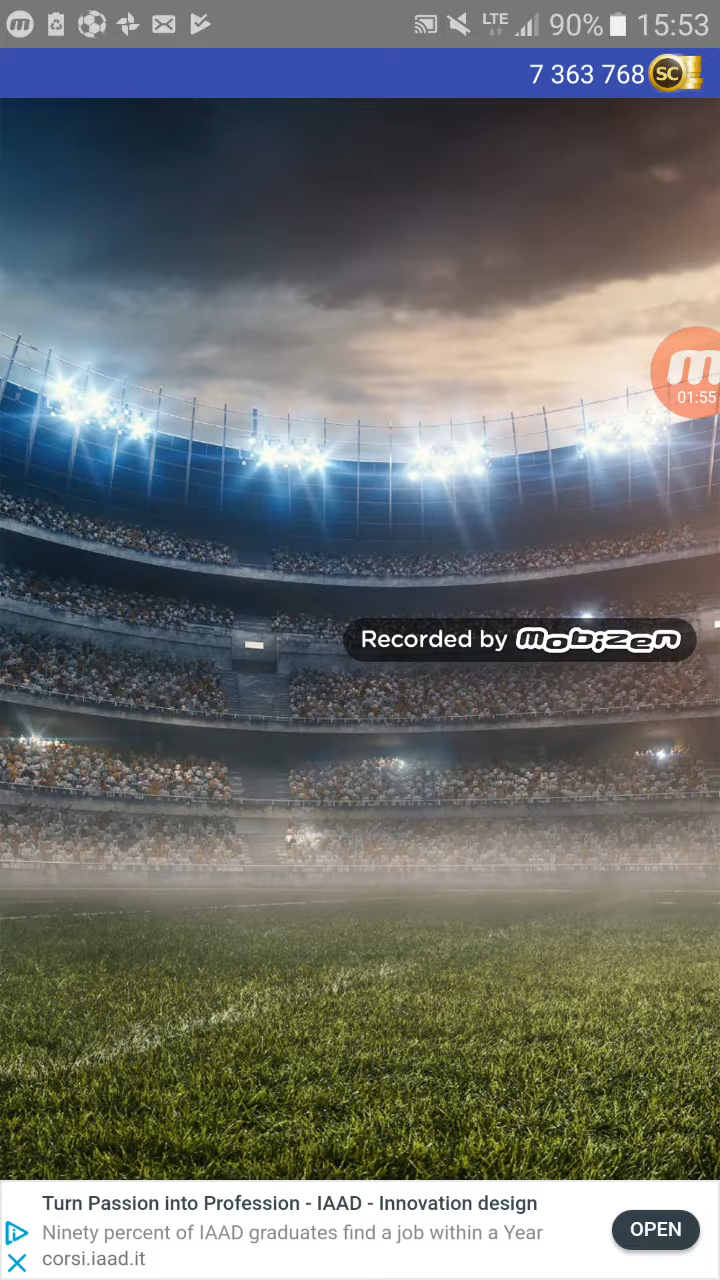 LTE 90% 15:53
7 363 768 SC
01:55
Recorded by mobizen
Turn Passion into Profession - IAAD - Innovation design
Ninety percent of IAAD graduates find a job within a Year
corsi.iaad.it
OPEN